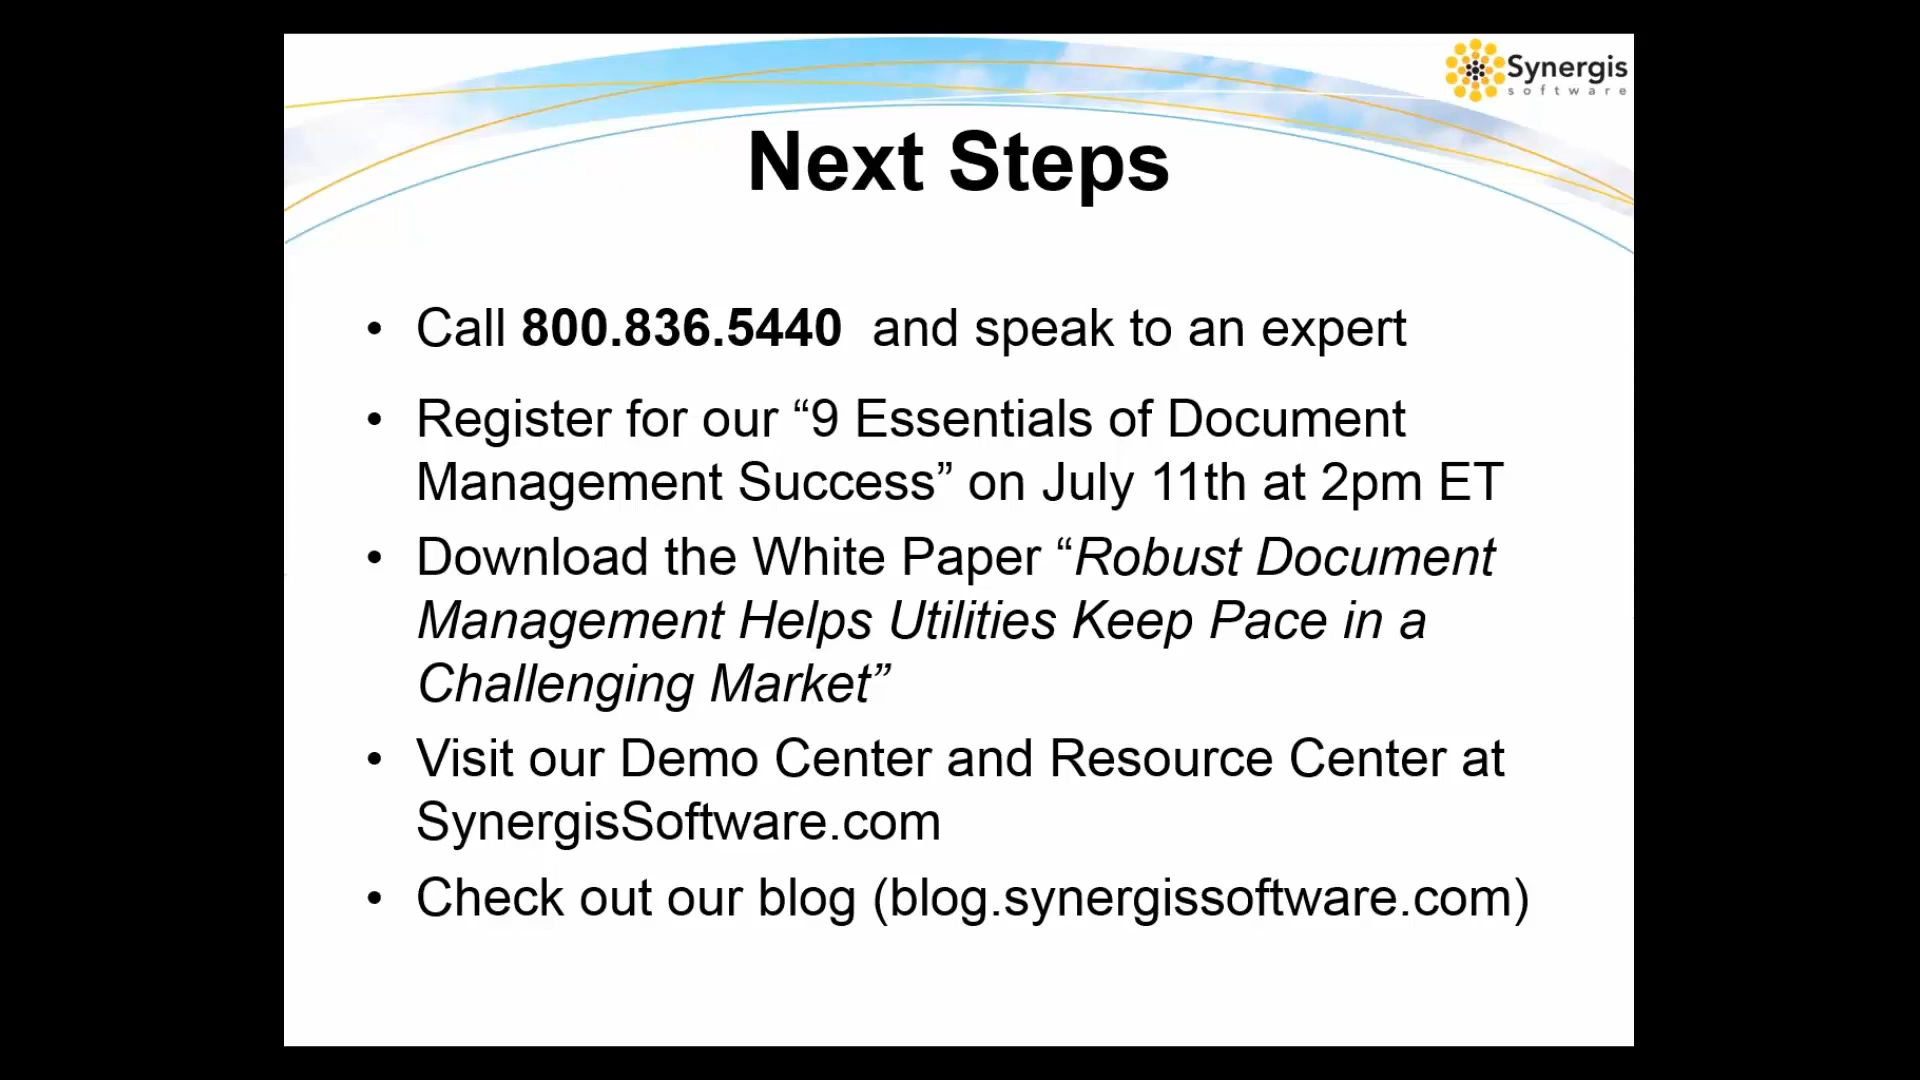 Synergis
software
Next Steps
• Call 800.836.5440 and speak to an expert
• Register for our “9 Essentials of Document
Management Success” on July 11th at 2pm ET
• Download the White Paper “Robust Document
Management Helps Utilities Keep Pace in a
Challenging Market”
• Visit our Demo Center and Resource Center at
SynergisSoftware.com
• Check out our blog (blog.synergissoftware.com)